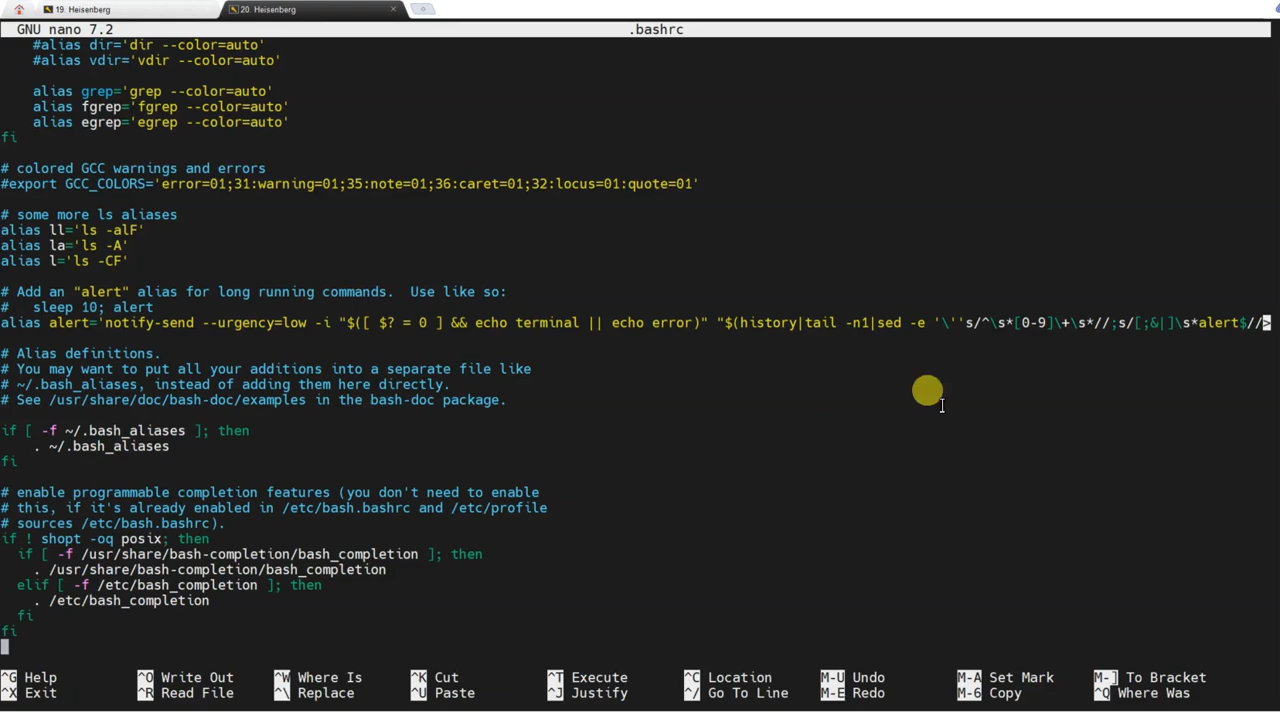 19. Heisenberg
20. Heisenberg
GNU nano 7.2 .bashrc
#alias dir='dir --color=auto'
#alias vdir='vdir --color=auto'
alias grep='grep --color=auto'
alias fgrep='fgrep --color=auto'
alias egrep='egrep --color=auto'
fi
# colored GCC warnings and errors
#export GCC_COLORS='error=01;31:warning=01;35:note=01;36:caret=01;32:locus=01:quote=01'
# some more ls aliases
alias ll='ls -alF'
alias la='ls -A'
alias l='ls -CF'
# Add an "alert" alias for long running commands.  Use like so:
#   sleep 10; alert
alias alert='notify-send --urgency=low -i "$([ $? = 0 ] && echo terminal || echo error)" "$(history|tail -n1|sed -e '\''s/^\s*[0-9]\+\s*//;s/[;&|]\s*alert$//>
# Alias definitions.
# You may want to put all your additions into a separate file like
# ~/.bash_aliases, instead of adding them here directly.
# See /usr/share/doc/bash-doc/examples in the bash-doc package.
if [ -f ~/.bash_aliases ]; then
. ~/.bash_aliases
fi
# enable programmable completion features (you don't need to enable
# this, if it's already enabled in /etc/bash.bashrc and /etc/profile
# sources /etc/bash.bashrc).
if ! shopt -oq posix; then
if [ -f /usr/share/bash-completion/bash_completion ]; then
. /usr/share/bash-completion/bash_completion
elif [ -f /etc/bash_completion ]; then
. /etc/bash_completion
fi
fi
^G Help ^O Write Out ^W Where Is ^K Cut ^T Execute ^C Location M-U Undo M-A Set Mark M-] To Bracket
^X Exit ^R Read File ^\ Replace ^U Paste ^J Justify ^/ Go To Line M-E Redo M-6 Copy ^Q Where Was